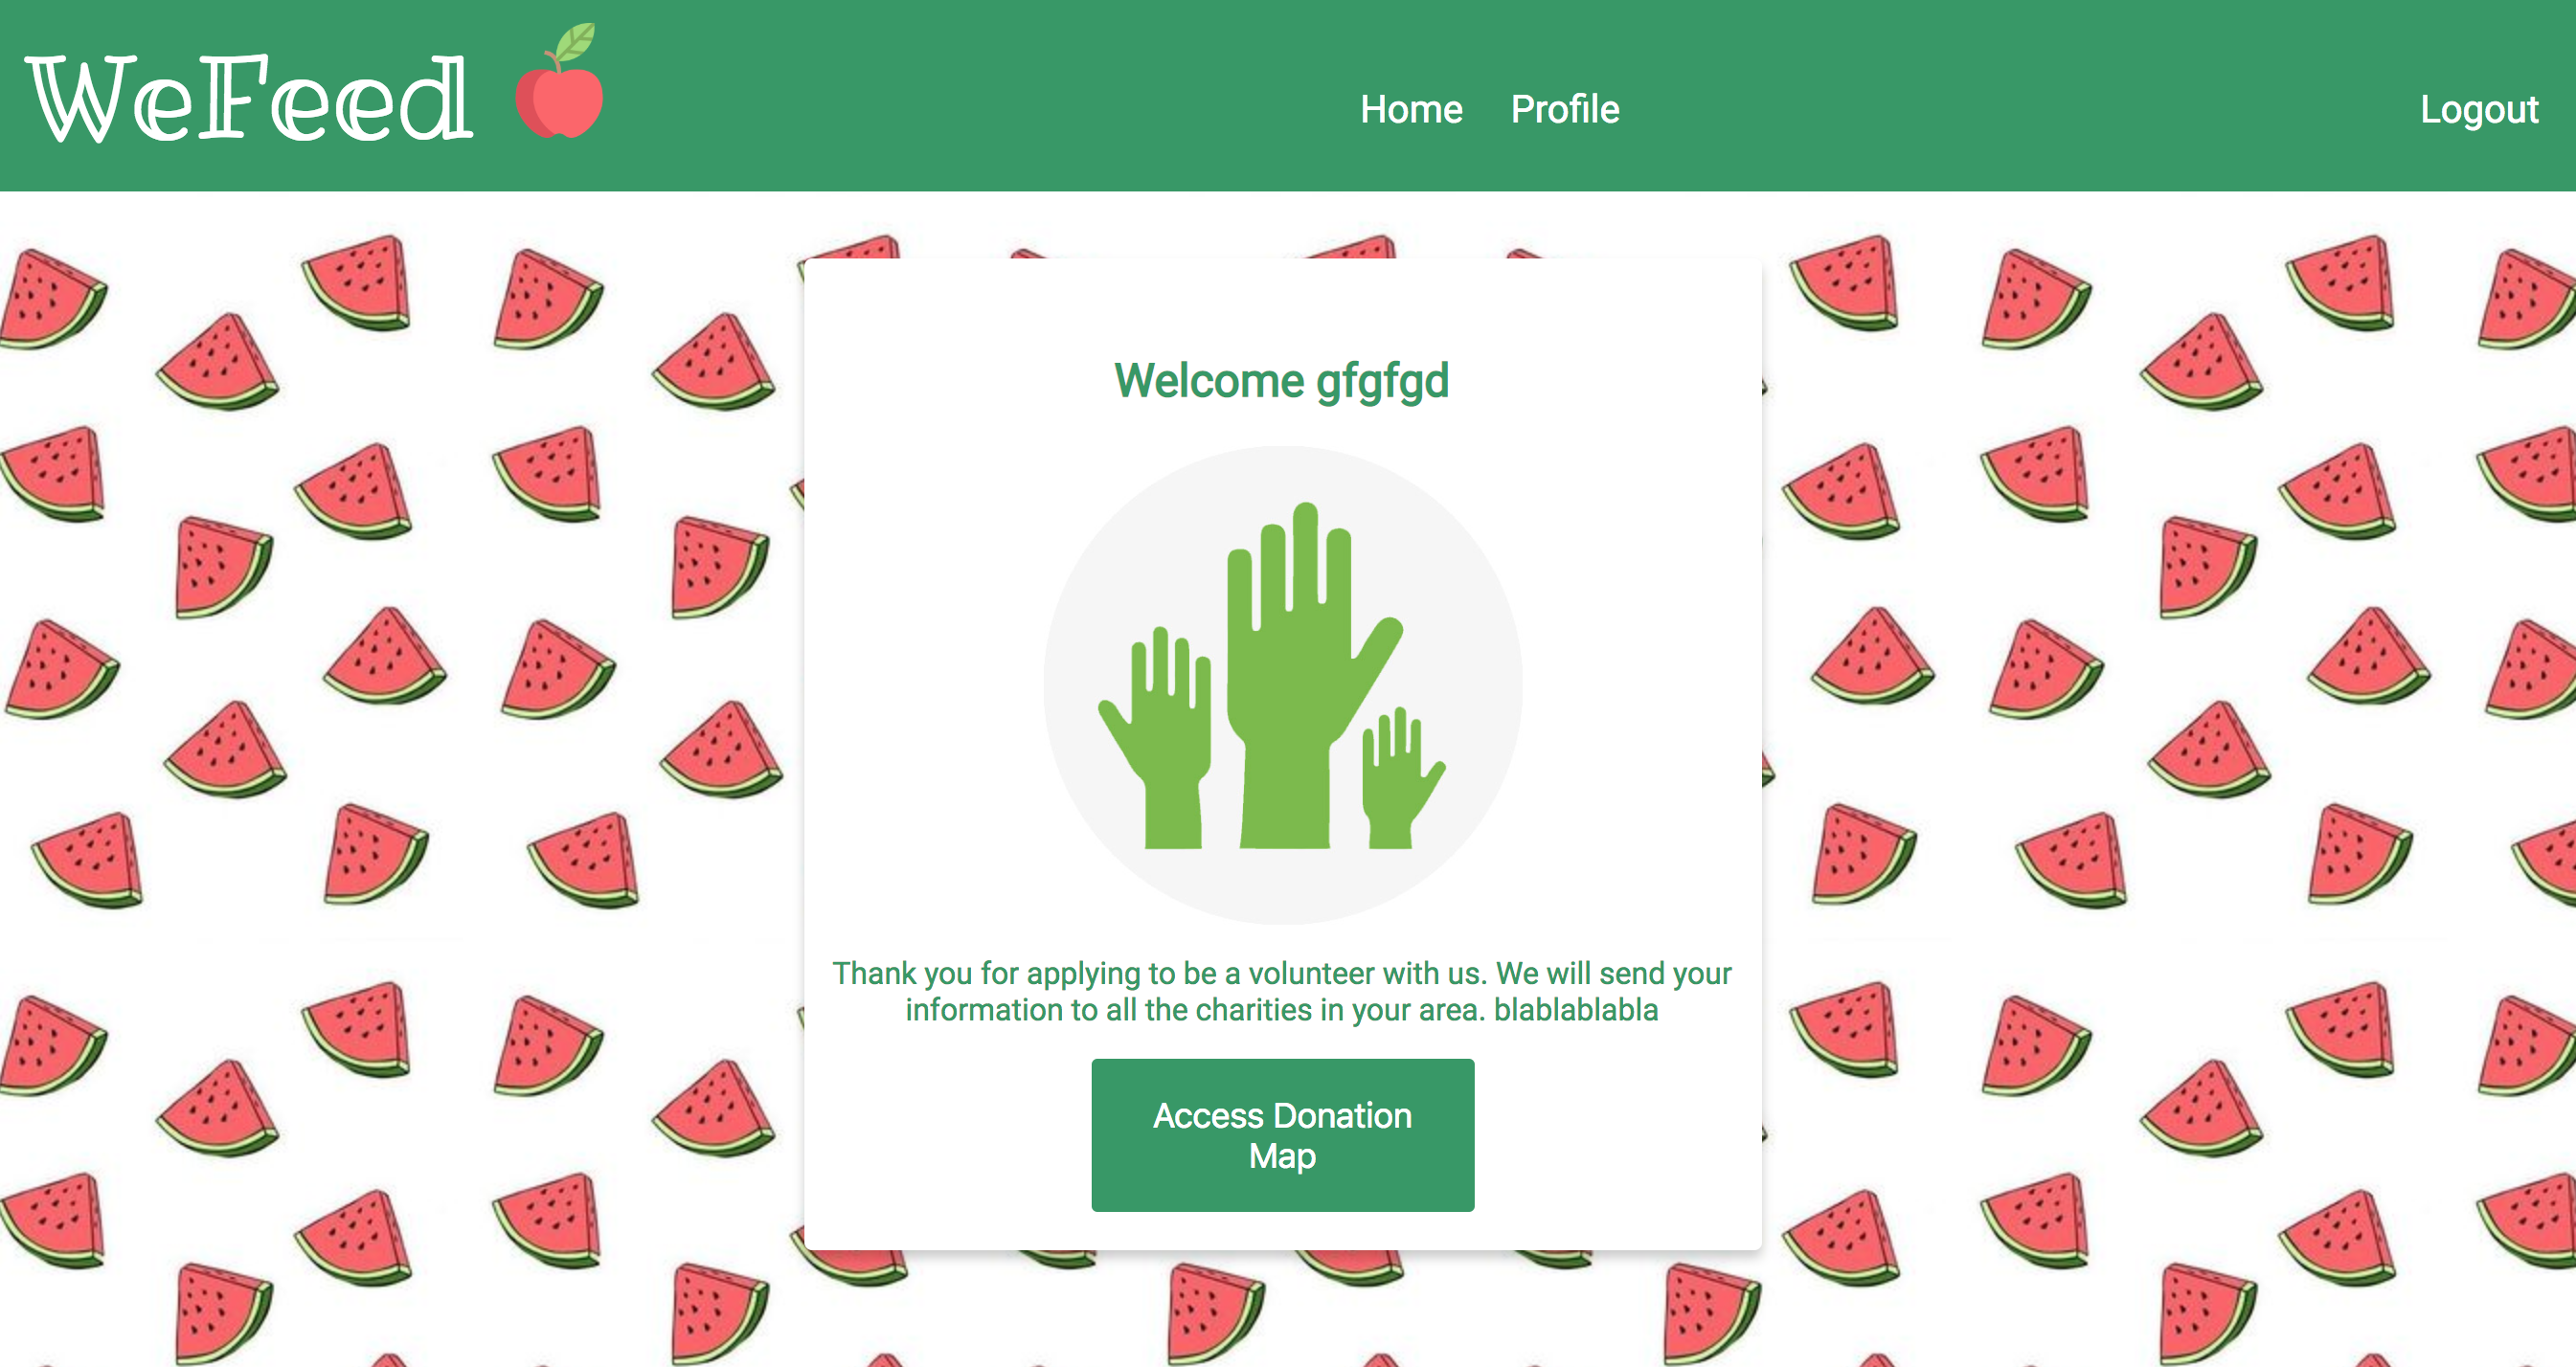 WeFeed
Home Profile Logout
Welcome gfgfgd
Thank you for applying to be a volunteer with us. We will send your
information to all the charities in your area. blablablabla
Access Donation
Map